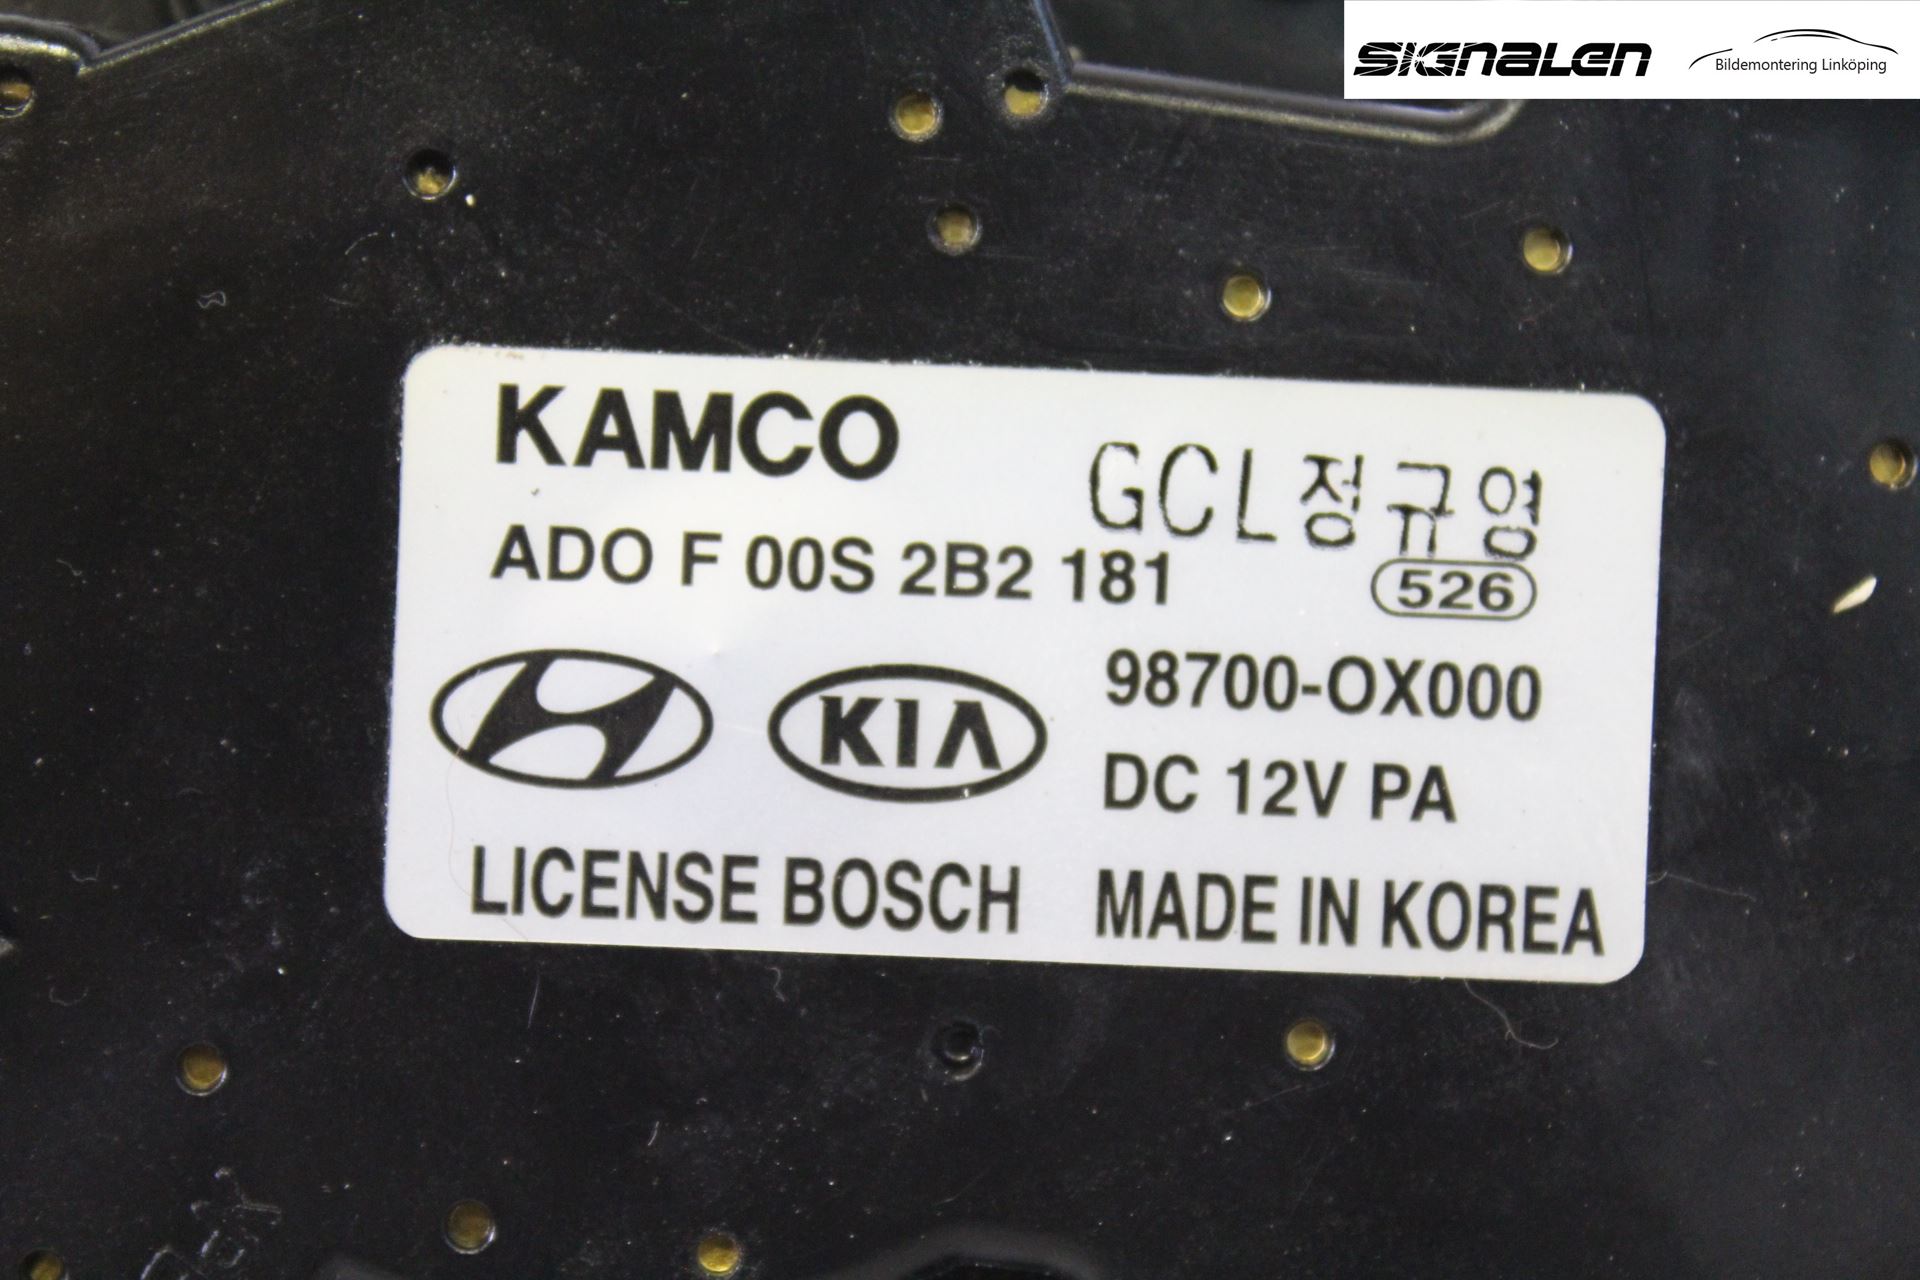 SIGNALEN
Bildemontering Linköping
KAMCO
GCL정규영
ADO F 00S 2B2 181
526
KIA
98700-OX000
DC 12V PA
LICENSE BOSCH
MADE IN KOREA